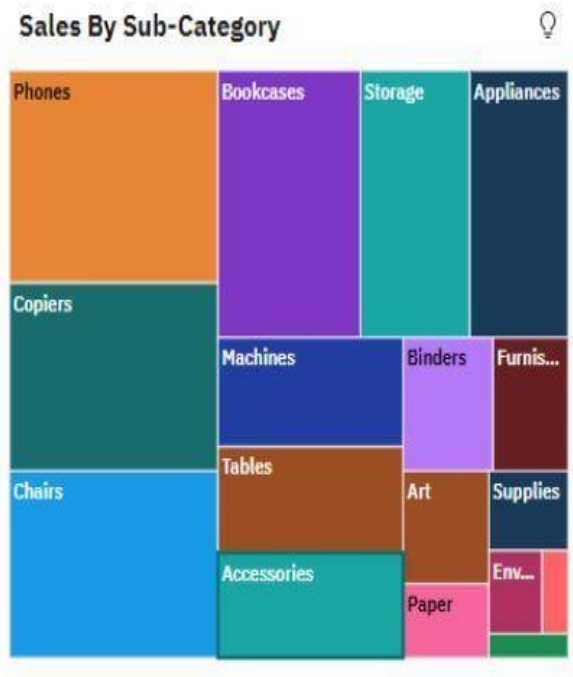 Sales By Sub-Category
Phones
Bookcases
Storage
Appliances
Copiers
Machines
Binders
Furnis...
Tables
Chairs
Art
Supplies
Accessories
Env...
Paper